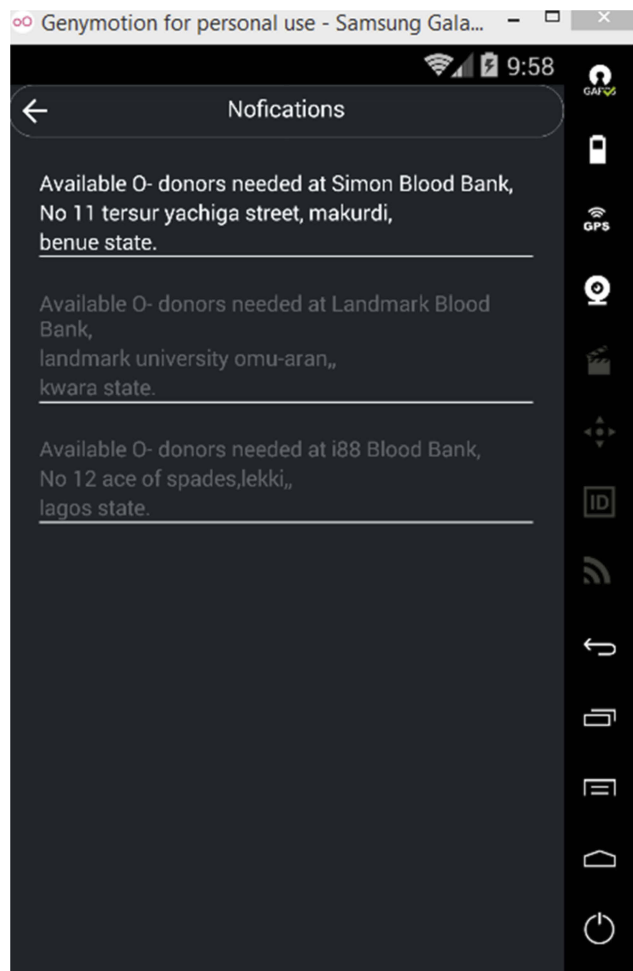 Genymotion for personal use - Samsung Gala...
9:58
GAPPS
Nofications
Available O- donors needed at Simon Blood Bank,
No 11 tersur yachiga street, makurdi,
benue state.
GPS
Available O- donors needed at Landmark Blood
Bank,
landmark university omu-aran,,
kwara state.
Available O- donors needed at i88 Blood Bank,
No 12 ace of spades,lekki,,
lagos state.
ID